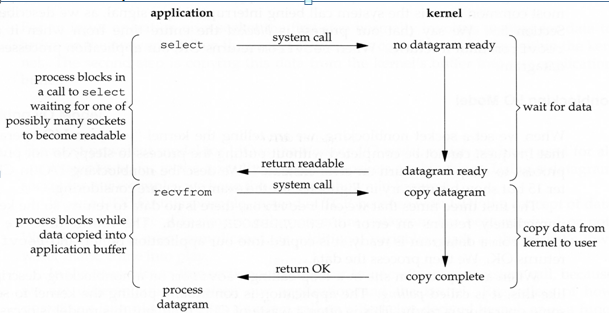 application
kernel
select
system call
no datagram ready
process blocks in
a call to select
waiting for one of
possibly many sockets
to become readable
wait for data
return readable
datagram ready
recvfrom
system call
copy datagram
process blocks while
data copied into
application buffer
copy data from
kernel to user
return OK
copy complete
process
datagram